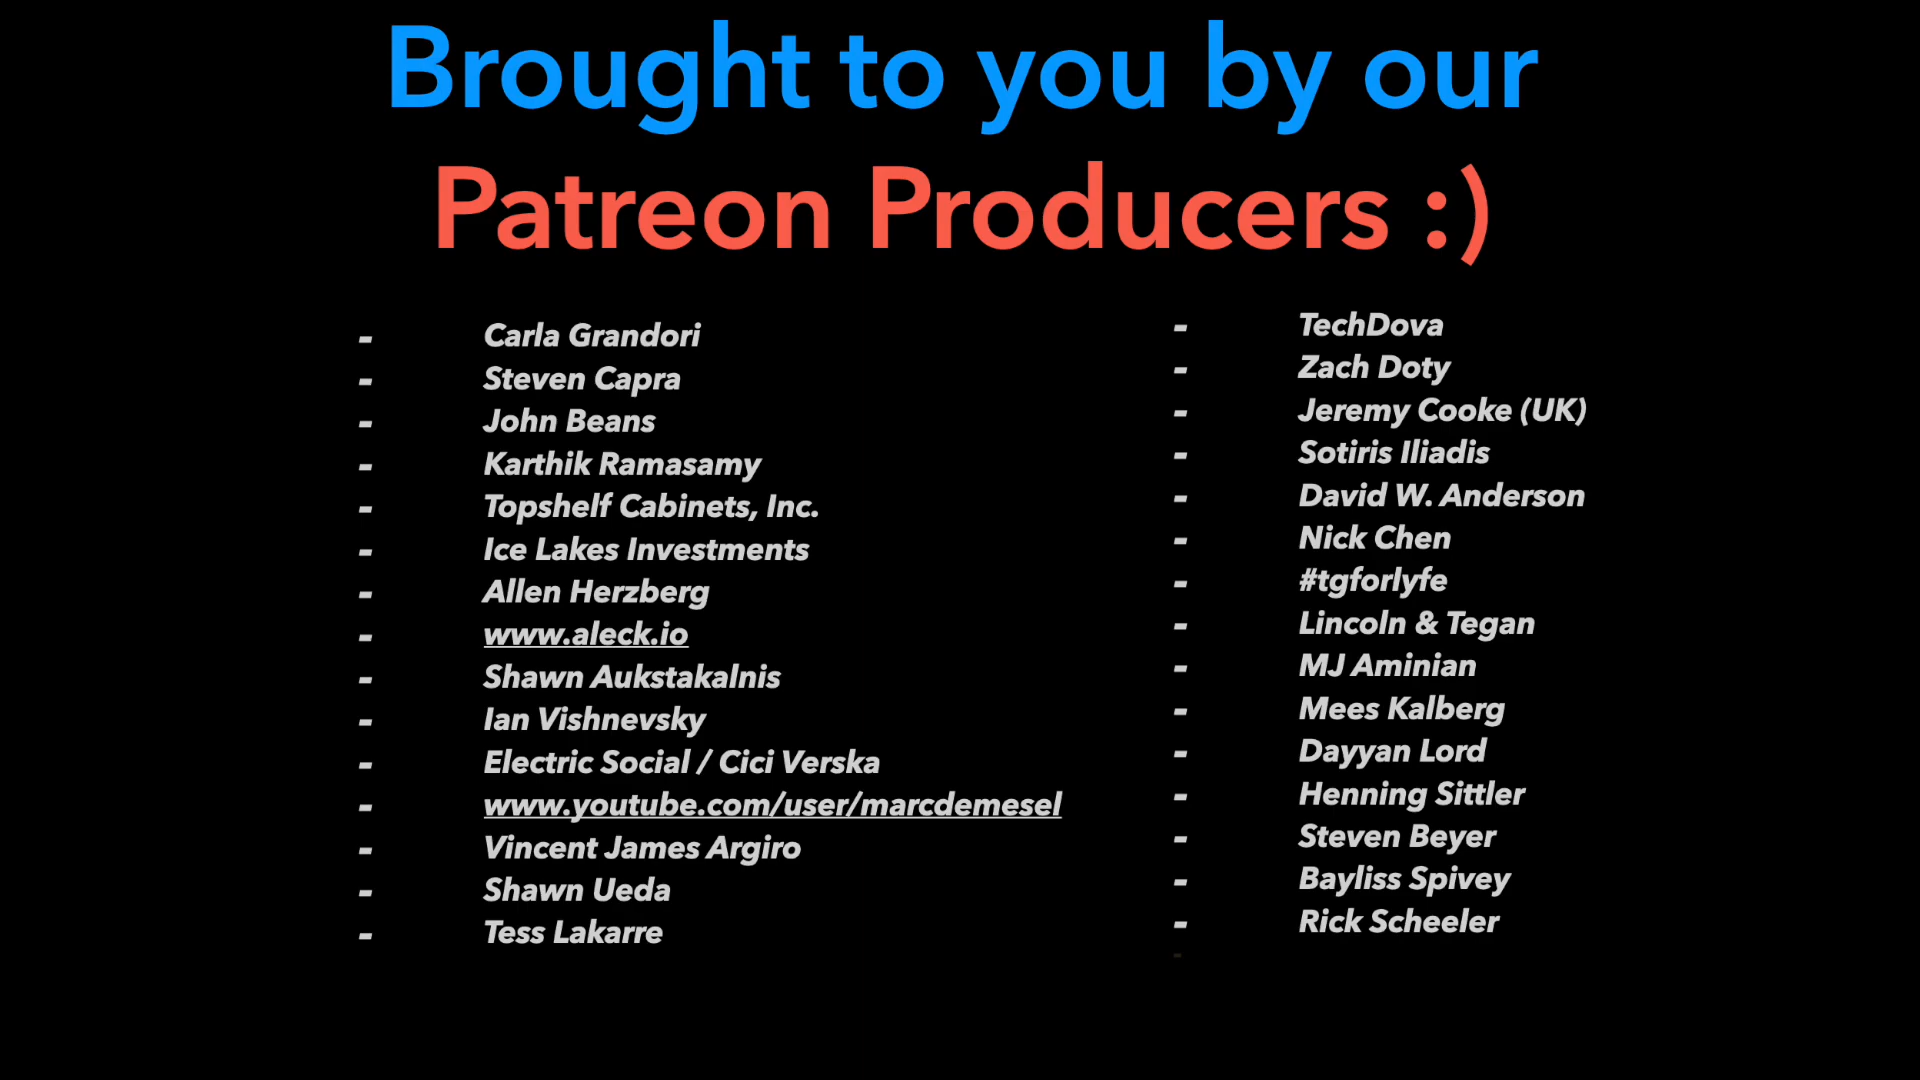 Brought to you by our
Patreon Producers :)
- Carla Grandori
- Steven Capra
- John Beans
- Karthik Ramasamy
- Topshelf Cabinets, Inc.
- Ice Lakes Investments
- Allen Herzberg
- www.aleck.io
- Shawn Aukstakalnis
- Ian Vishnevsky
- Electric Social / Cici Verska
- www.youtube.com/user/marcdemesel
- Vincent James Argiro
- Shawn Ueda
- Tess Lakarre
- TechDova
- Zach Doty
- Jeremy Cooke (UK)
- Sotiris Iliadis
- David W. Anderson
- Nick Chen
- #tgforlyfe
- Lincoln & Tegan
- MJ Aminian
- Mees Kalberg
- Dayyan Lord
- Henning Sittler
- Steven Beyer
- Bayliss Spivey
- Rick Scheeler
-